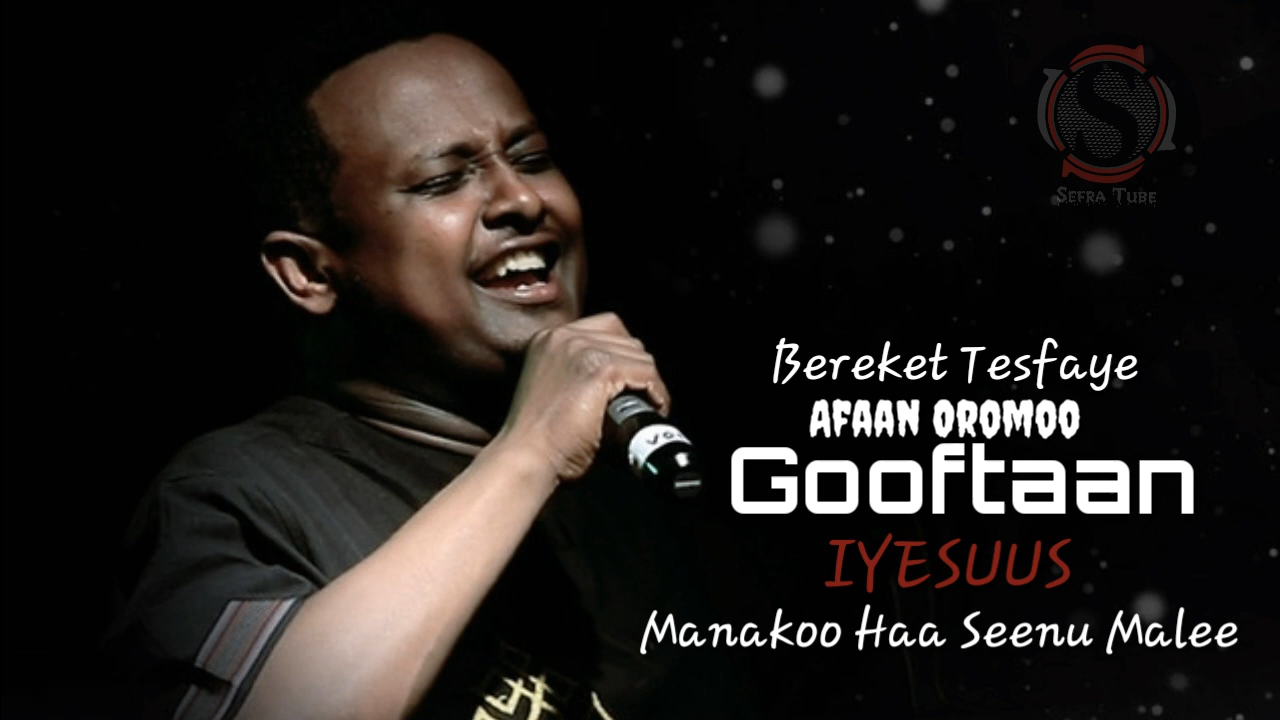 S
SEFRA TUBE
Bereket Tesfaye
AFAAN OROMOO
Gooftaan
IYESUUS
Manakoo Haa Seenu Malee